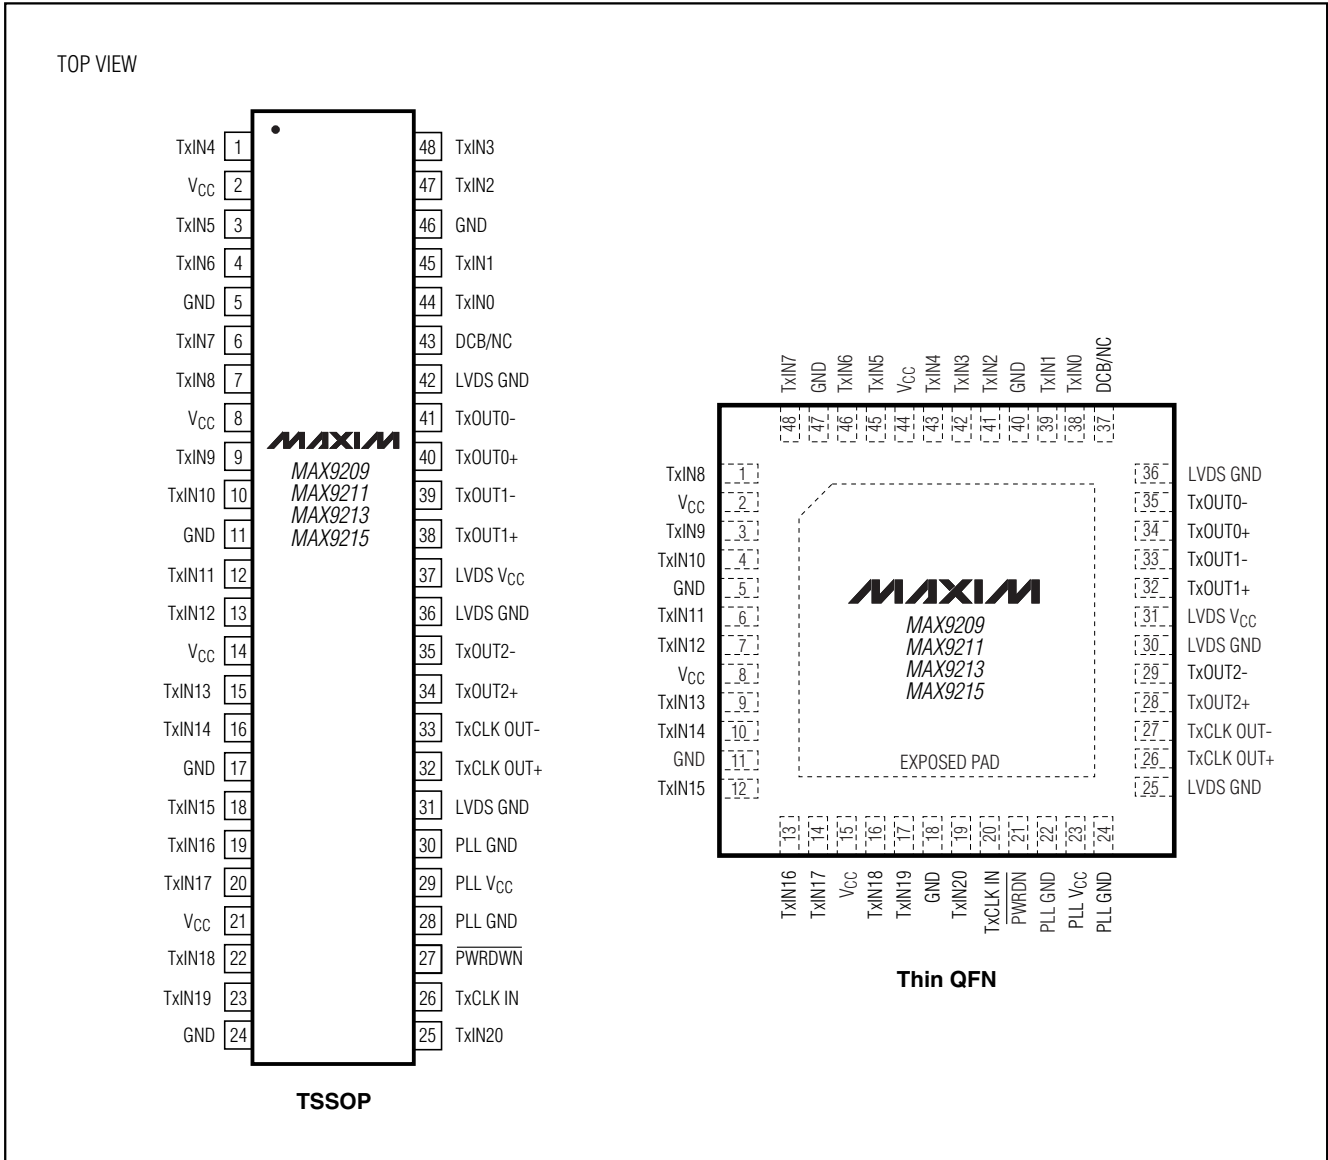 TOP VIEW
TxIN4 1
VCC 2
TxIN5 3
TxIN6 4
GND 5
TxIN7 6
TxIN8 7
VCC 8
TxIN9 9
TxIN10 10
GND 11
TxIN11 12
TxIN12 13
VCC 14
TxIN13 15
TxIN14 16
GND 17
TxIN15 18
TxIN16 19
TxIN17 20
VCC 21
TxIN18 22
TxIN19 23
GND 24
MAXIM
MAX9209
MAX9211
MAX9213
MAX9215
48 TxIN3
47 TxIN2
46 GND
45 TxIN1
44 TxIN0
43 DCB/NC
42 LVDS GND
41 TxOUT0-
40 TxOUT0+
39 TxOUT1-
38 TxOUT1+
37 LVDS VCC
36 LVDS GND
35 TxOUT2-
34 TxOUT2+
33 TxCLK OUT-
32 TxCLK OUT+
31 LVDS GND
30 PLL GND
29 PLL VCC
28 PLL GND
27 PWRDWN
26 TxCLK IN
25 TxIN20
TSSOP
TxIN7 48
GND 47
TxIN6 46
TxIN5 45
VCC 44
TxIN4 43
TxIN3 42
TxIN2 41
GND 40
TxIN1 39
TxIN0 38
DCB/NC 37
TxIN8 1
VCC 2
TxIN9 3
TxIN10 4
GND 5
TxIN11 6
TxIN12 7
VCC 8
TxIN13 9
TxIN14 10
GND 11
TxIN15 12
MAXIM
MAX9209
MAX9211
MAX9213
MAX9215
EXPOSED PAD
36 LVDS GND
35 TxOUT0-
34 TxOUT0+
33 TxOUT1-
32 TxOUT1+
31 LVDS VCC
30 LVDS GND
29 TxOUT2-
28 TxOUT2+
27 TxCLK OUT-
26 TxCLK OUT+
25 LVDS GND
13 TxIN16
14 TxIN17
15 VCC
16 TxIN18
17 TxIN19
18 GND
19 TxIN20
20 TxCLK IN
21 PWRDN
22 PLL GND
23 PLL VCC
24 PLL GND
Thin QFN